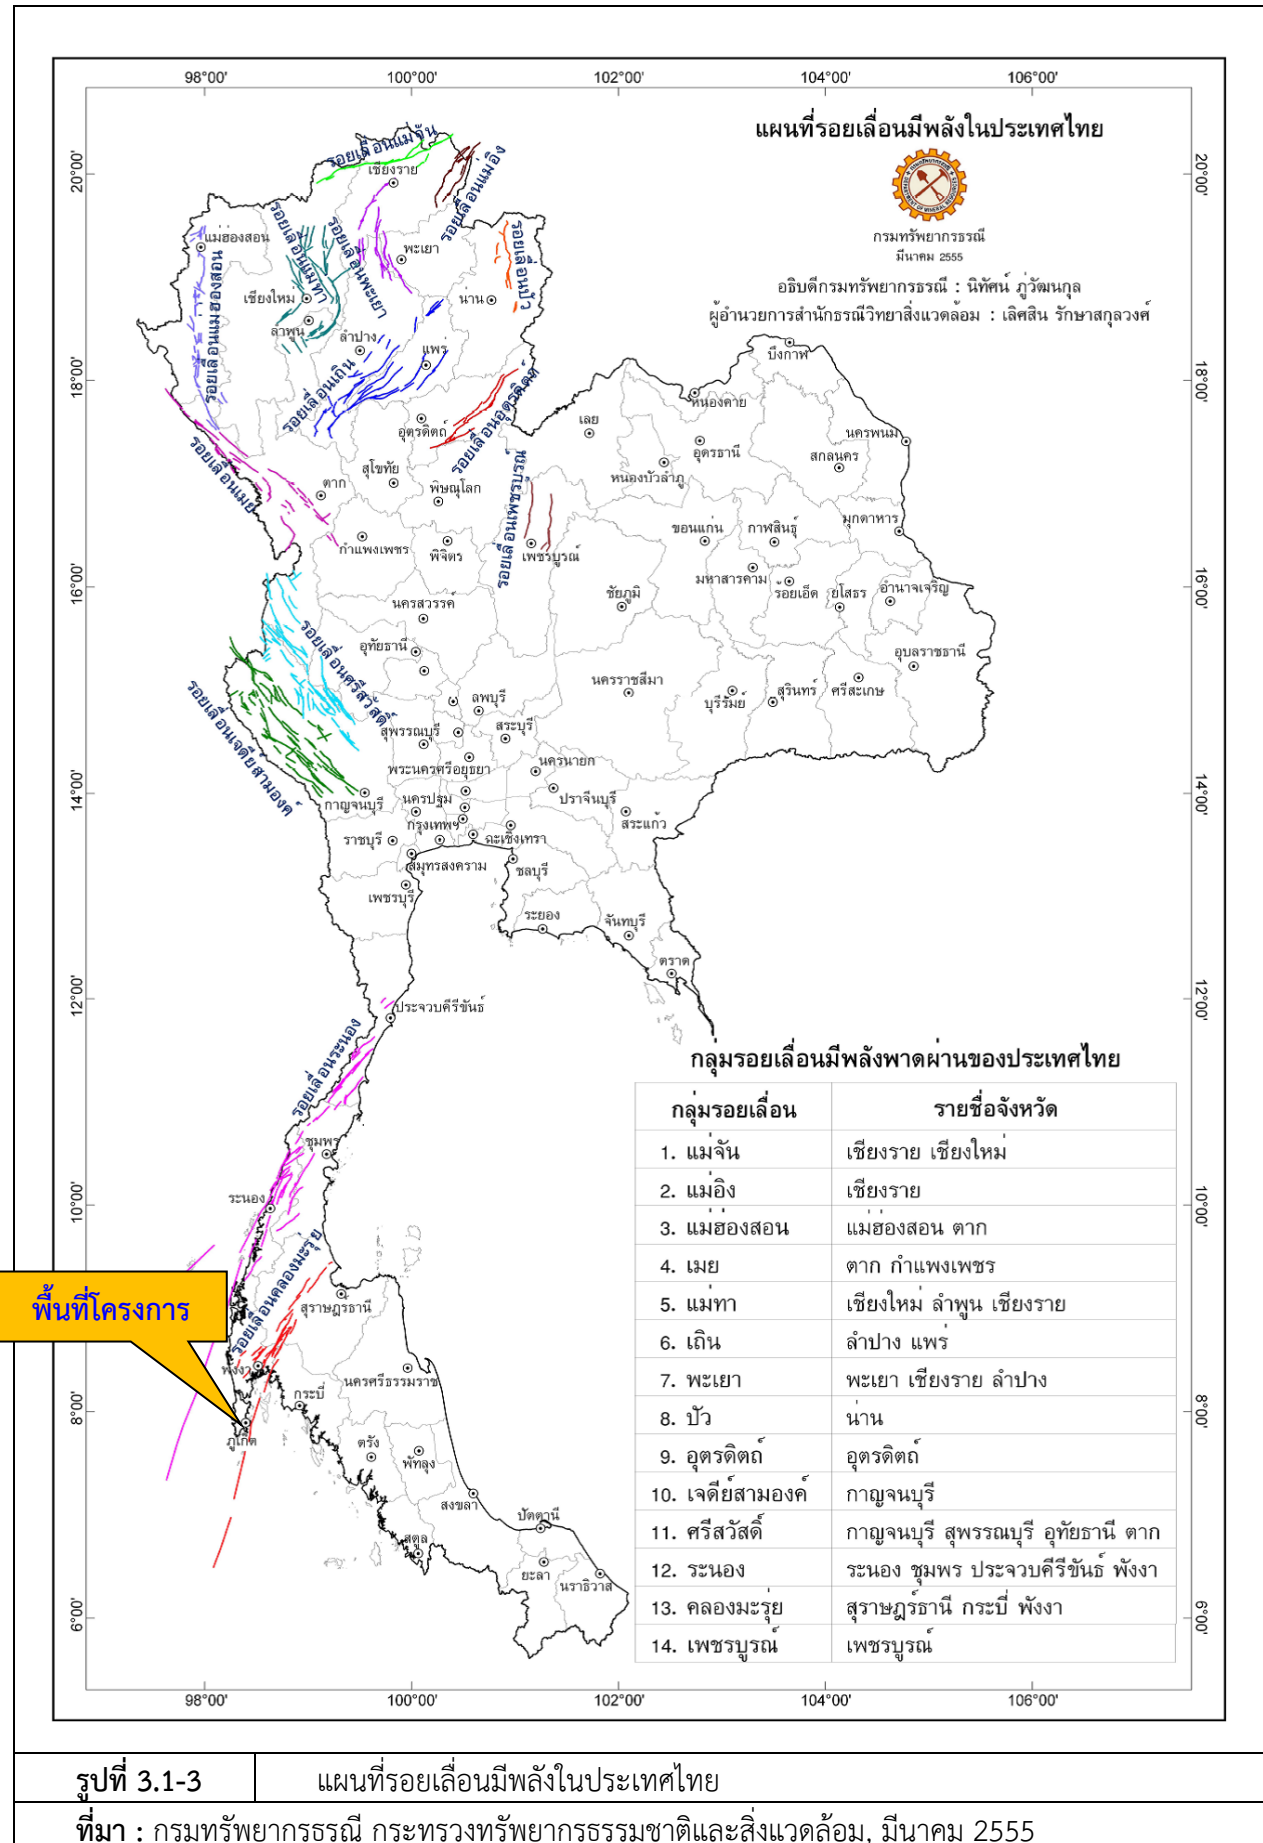 98°00' 100°00' 102°00' 104°00' 106°00'
แผนที่รอยเลื่อนมีพลังในประเทศไทย
กรมทรัพยากรธรณี
DEPARTMENT OF MINERAL RESOURCES
กรมทรัพยากรธรณี
มีนาคม 2555
อธิบดีกรมทรัพยากรธรณี : นิทัศน์ ภู่วัฒนกุล
ผู้อำนวยการสำนักธรณีวิทยาสิ่งแวดล้อม : เลิศสิน รักษาสกุลวงศ์
20°00'
18°00'
16°00'
14°00'
12°00'
10°00'
8°00'
6°00'
20°00'
18°00'
16°00'
14°00'
12°00'
10°00'
8°00'
6°00'
รอยเลื่อนแม่จัน
เชียงราย
รอยเลื่อนแม่อิง
แม่ฮ่องสอน
รอยเลื่อนแม่ฮองสอน
รอยเลื่อนแม่ทา
รอยเลื่อนพะเยา
พะเยา
รอยเลื่อนปัว
เชียงใหม่
น่าน
ลำพูน
ลำปาง
แพร่
บึงกาฬ
รอยเลื่อนเถิน
รอยเลื่อนอุตรดิตถ์
หนองคาย
อุตรดิตถ์
เลย
อุดรธานี
นครพนม
สกลนคร
รอยเลื่อนเมย
สุโขทัย
ตาก
พิษณุโลก
รอยเลื่อนเพชรบูรณ์
หนองบัวลำภู
มุกดาหาร
กำแพงเพชร
พิจิตร
เพชรบูรณ์
ขอนแก่น
กาฬสินธุ์
มหาสารคาม
ร้อยเอ็ด
ยโสธร
อำนาจเจริญ
นครสวรรค์
ชัยภูมิ
รอยเลื่อนศรีสวัสดิ์
อุทัยธานี
อุบลราชธานี
รอยเลื่อนเจดีย์สามองค์
ลพบุรี
นครราชสีมา
บุรีรัมย์
สุรินทร์
ศรีสะเกษ
สุพรรณบุรี
สระบุรี
พระนครศรีอยุธยา
นครนายก
กาญจนบุรี
นครปฐม
ปราจีนบุรี
กรุงเทพฯ
สระแก้ว
ราชบุรี
ฉะเชิงเทรา
สมุทรสงคราม
ชลบุรี
เพชรบุรี
ระยอง
จันทบุรี
ตราด
ประจวบคีรีขันธ์
รอยเลื่อนระนอง
ชุมพร
ระนอง
รอยเลื่อนคลองมะรุ่ย
พื้นที่โครงการ
สุราษฎรธานี
พังงา
กระบี่
นครศรีธรรมราช
ภูเก็ต
ตรัง
พัทลุง
สงขลา
ปัตตานี
สตูล
ยะลา
นราธิวาส
กลุ่มรอยเลื่อนมีพลังพาดผ่านของประเทศไทย
กลุ่มรอยเลื่อน รายชื่อจังหวัด
1. แม่จัน เชียงราย เชียงใหม่
2. แม่อิง เชียงราย
3. แม่ฮ่องสอน แม่ฮ่องสอน ตาก
4. เมย ตาก กำแพงเพชร
5. แม่ทา เชียงใหม่ ลำพูน เชียงราย
6. เถิน ลำปาง แพร่
7. พะเยา พะเยา เชียงราย ลำปาง
8. ปัว น่าน
9. อุตรดิตถ์ อุตรดิตถ์
10. เจดีย์สามองค์ กาญจนบุรี
11. ศรีสวัสดิ์ กาญจนบุรี สุพรรณบุรี อุทัยธานี ตาก
12. ระนอง ระนอง ชุมพร ประจวบคีรีขันธ์ พังงา
13. คลองมะรุ่ย สุราษฎร์ธานี กระบี่ พังงา
14. เพชรบูรณ์ เพชรบูรณ์
98°00' 100°00' 102°00' 104°00' 106°00'
รูปที่ 3.1-3 แผนที่รอยเลื่อนมีพลังในประเทศไทย
ที่มา : กรมทรัพยากรธรณี กระทรวงทรัพยากรธรรมชาติและสิ่งแวดล้อม, มีนาคม 2555